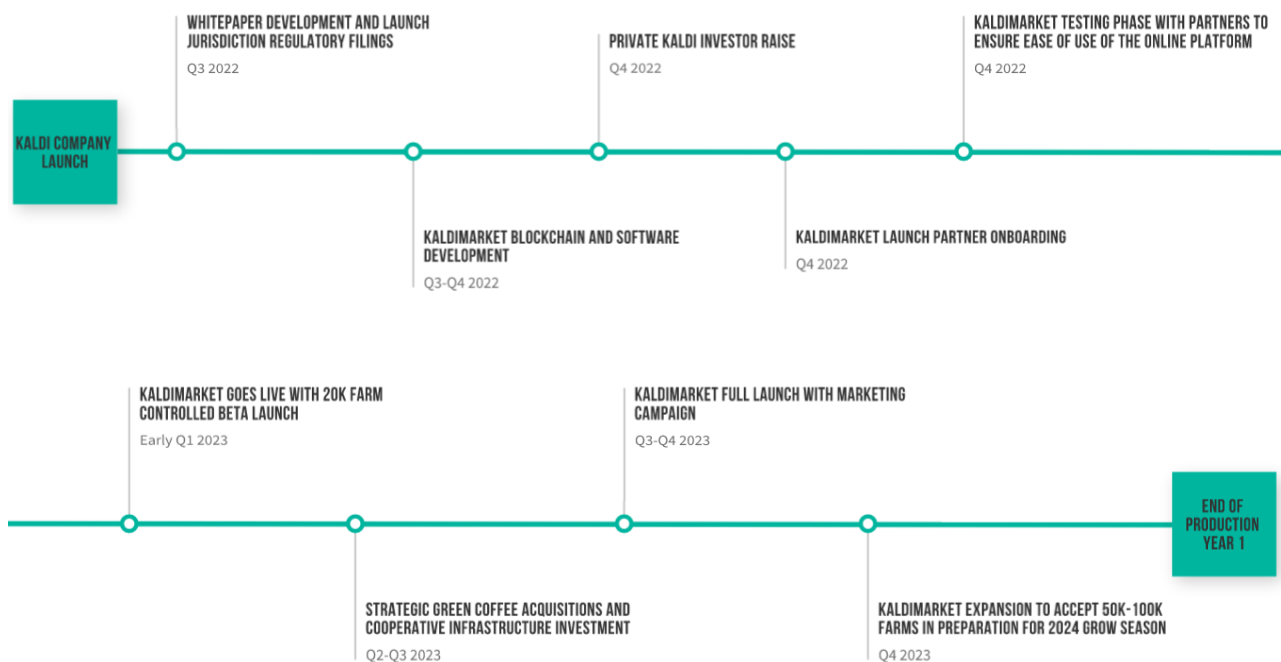 KALDI COMPANY
LAUNCH
WHITEPAPER DEVELOPMENT AND LAUNCH
JURISDICTION REGULATORY FILINGS
Q3 2022
KALDIMARKET BLOCKCHAIN AND SOFTWARE
DEVELOPMENT
Q3-Q4 2022
PRIVATE KALDI INVESTOR RAISE
Q4 2022
KALDIMARKET LAUNCH PARTNER ONBOARDING
Q4 2022
KALDIMARKET TESTING PHASE WITH PARTNERS TO
ENSURE EASE OF USE OF THE ONLINE PLATFORM
Q4 2022
KALDIMARKET GOES LIVE WITH 20K FARM
CONTROLLED BETA LAUNCH
Early Q1 2023
STRATEGIC GREEN COFFEE ACQUISITIONS AND
COOPERATIVE INFRASTRUCTURE INVESTMENT
Q2-Q3 2023
KALDIMARKET FULL LAUNCH WITH MARKETING
CAMPAIGN
Q3-Q4 2023
KALDIMARKET EXPANSION TO ACCEPT 50K-100K
FARMS IN PREPARATION FOR 2024 GROW SEASON
Q4 2023
END OF
PRODUCTION
YEAR 1